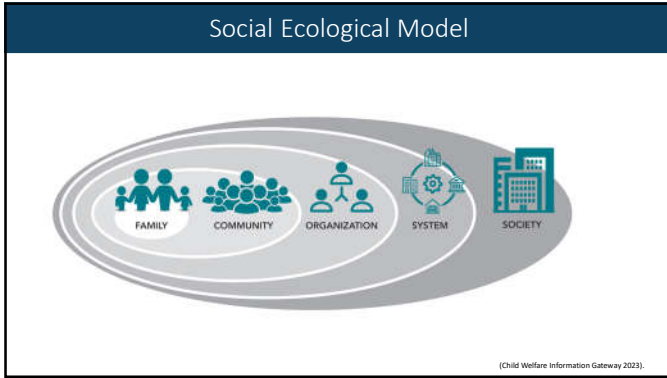 Social Ecological Model
FAMILY
COMMUNITY
ORGANIZATION
SYSTEM
SOCIETY
(Child Welfare Information Gateway 2023).